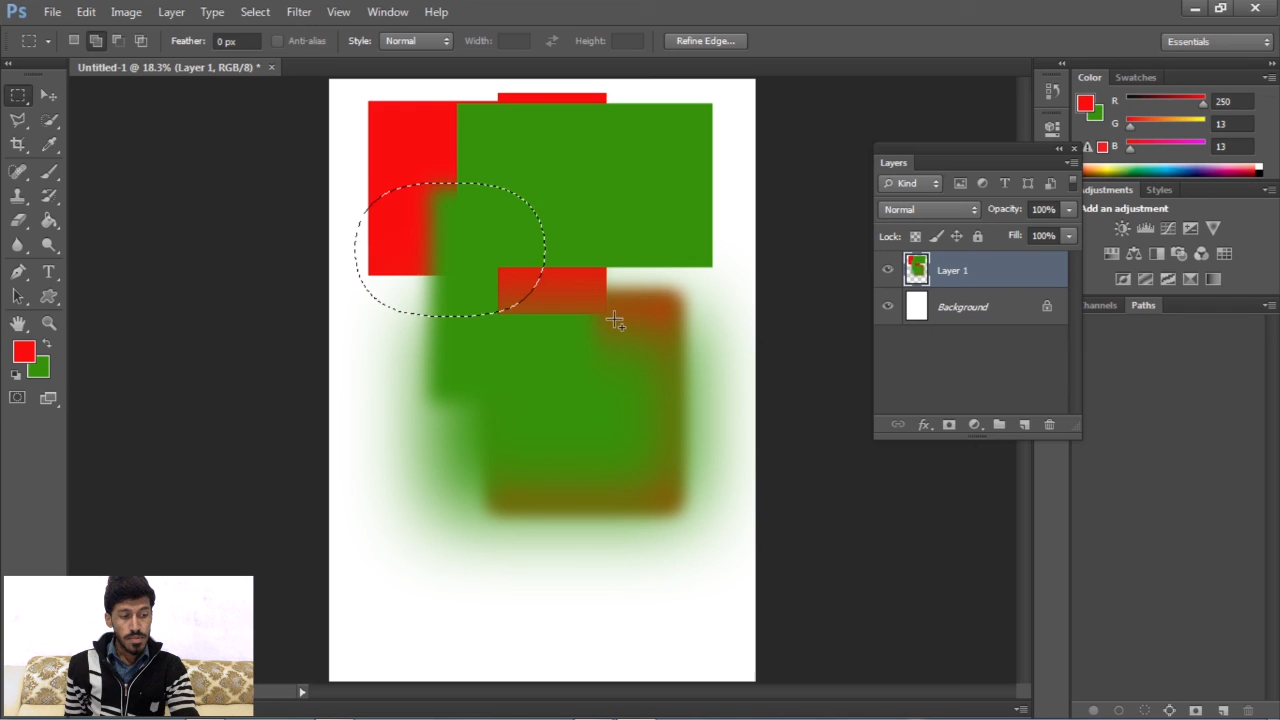 Ps File Edit Image Layer Type Select Filter View Window Help
Feather: 0 px Anti-alias Style: Normal Width: Height: Refine Edge... Essentials
Untitled-1 @ 18.3% (Layer 1, RGB/8) * ×
Color Swatches
R 250
G 13
B 13
Layers
Kind
Normal Opacity: 100%
Lock: Fill: 100%
Layer 1
Background
fx
Adjustments Styles
Add an adjustment
Channels Paths